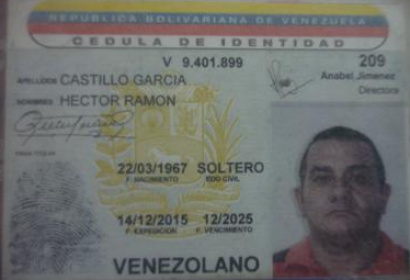 REPUBLICA BOLIVARIANA DE VENEZUELA
CEDULA DE IDENTIDAD
V 9.401.899 209
APELLIDOS CASTILLO GARCIA Anabel Jimenez
Directora
NOMBRES HECTOR RAMON
FIRMA TITULAR
22/03/1967 SOLTERO
F. NACIMIENTO EDO CIVIL
14/12/2015 12/2025
F. EXPEDICION F. VENCIMIENTO
VENEZOLANO